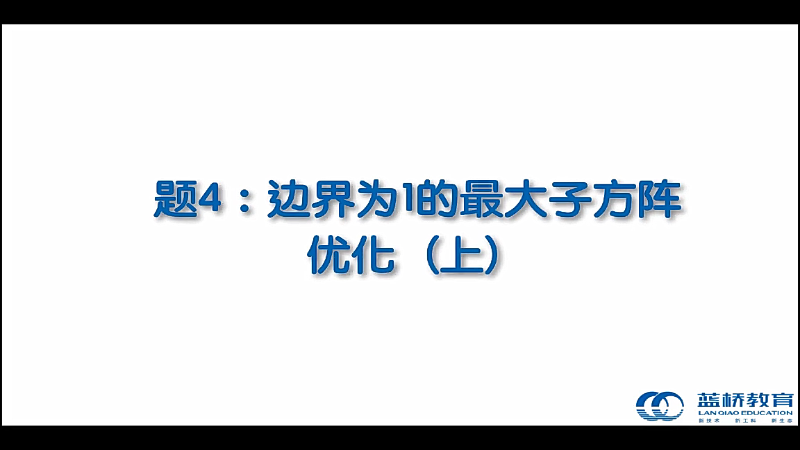 题4：边界为1的最大子方阵
优化（上）
蓝桥教育
LAN QIAO EDUCATION
新技术 新工科 新生态